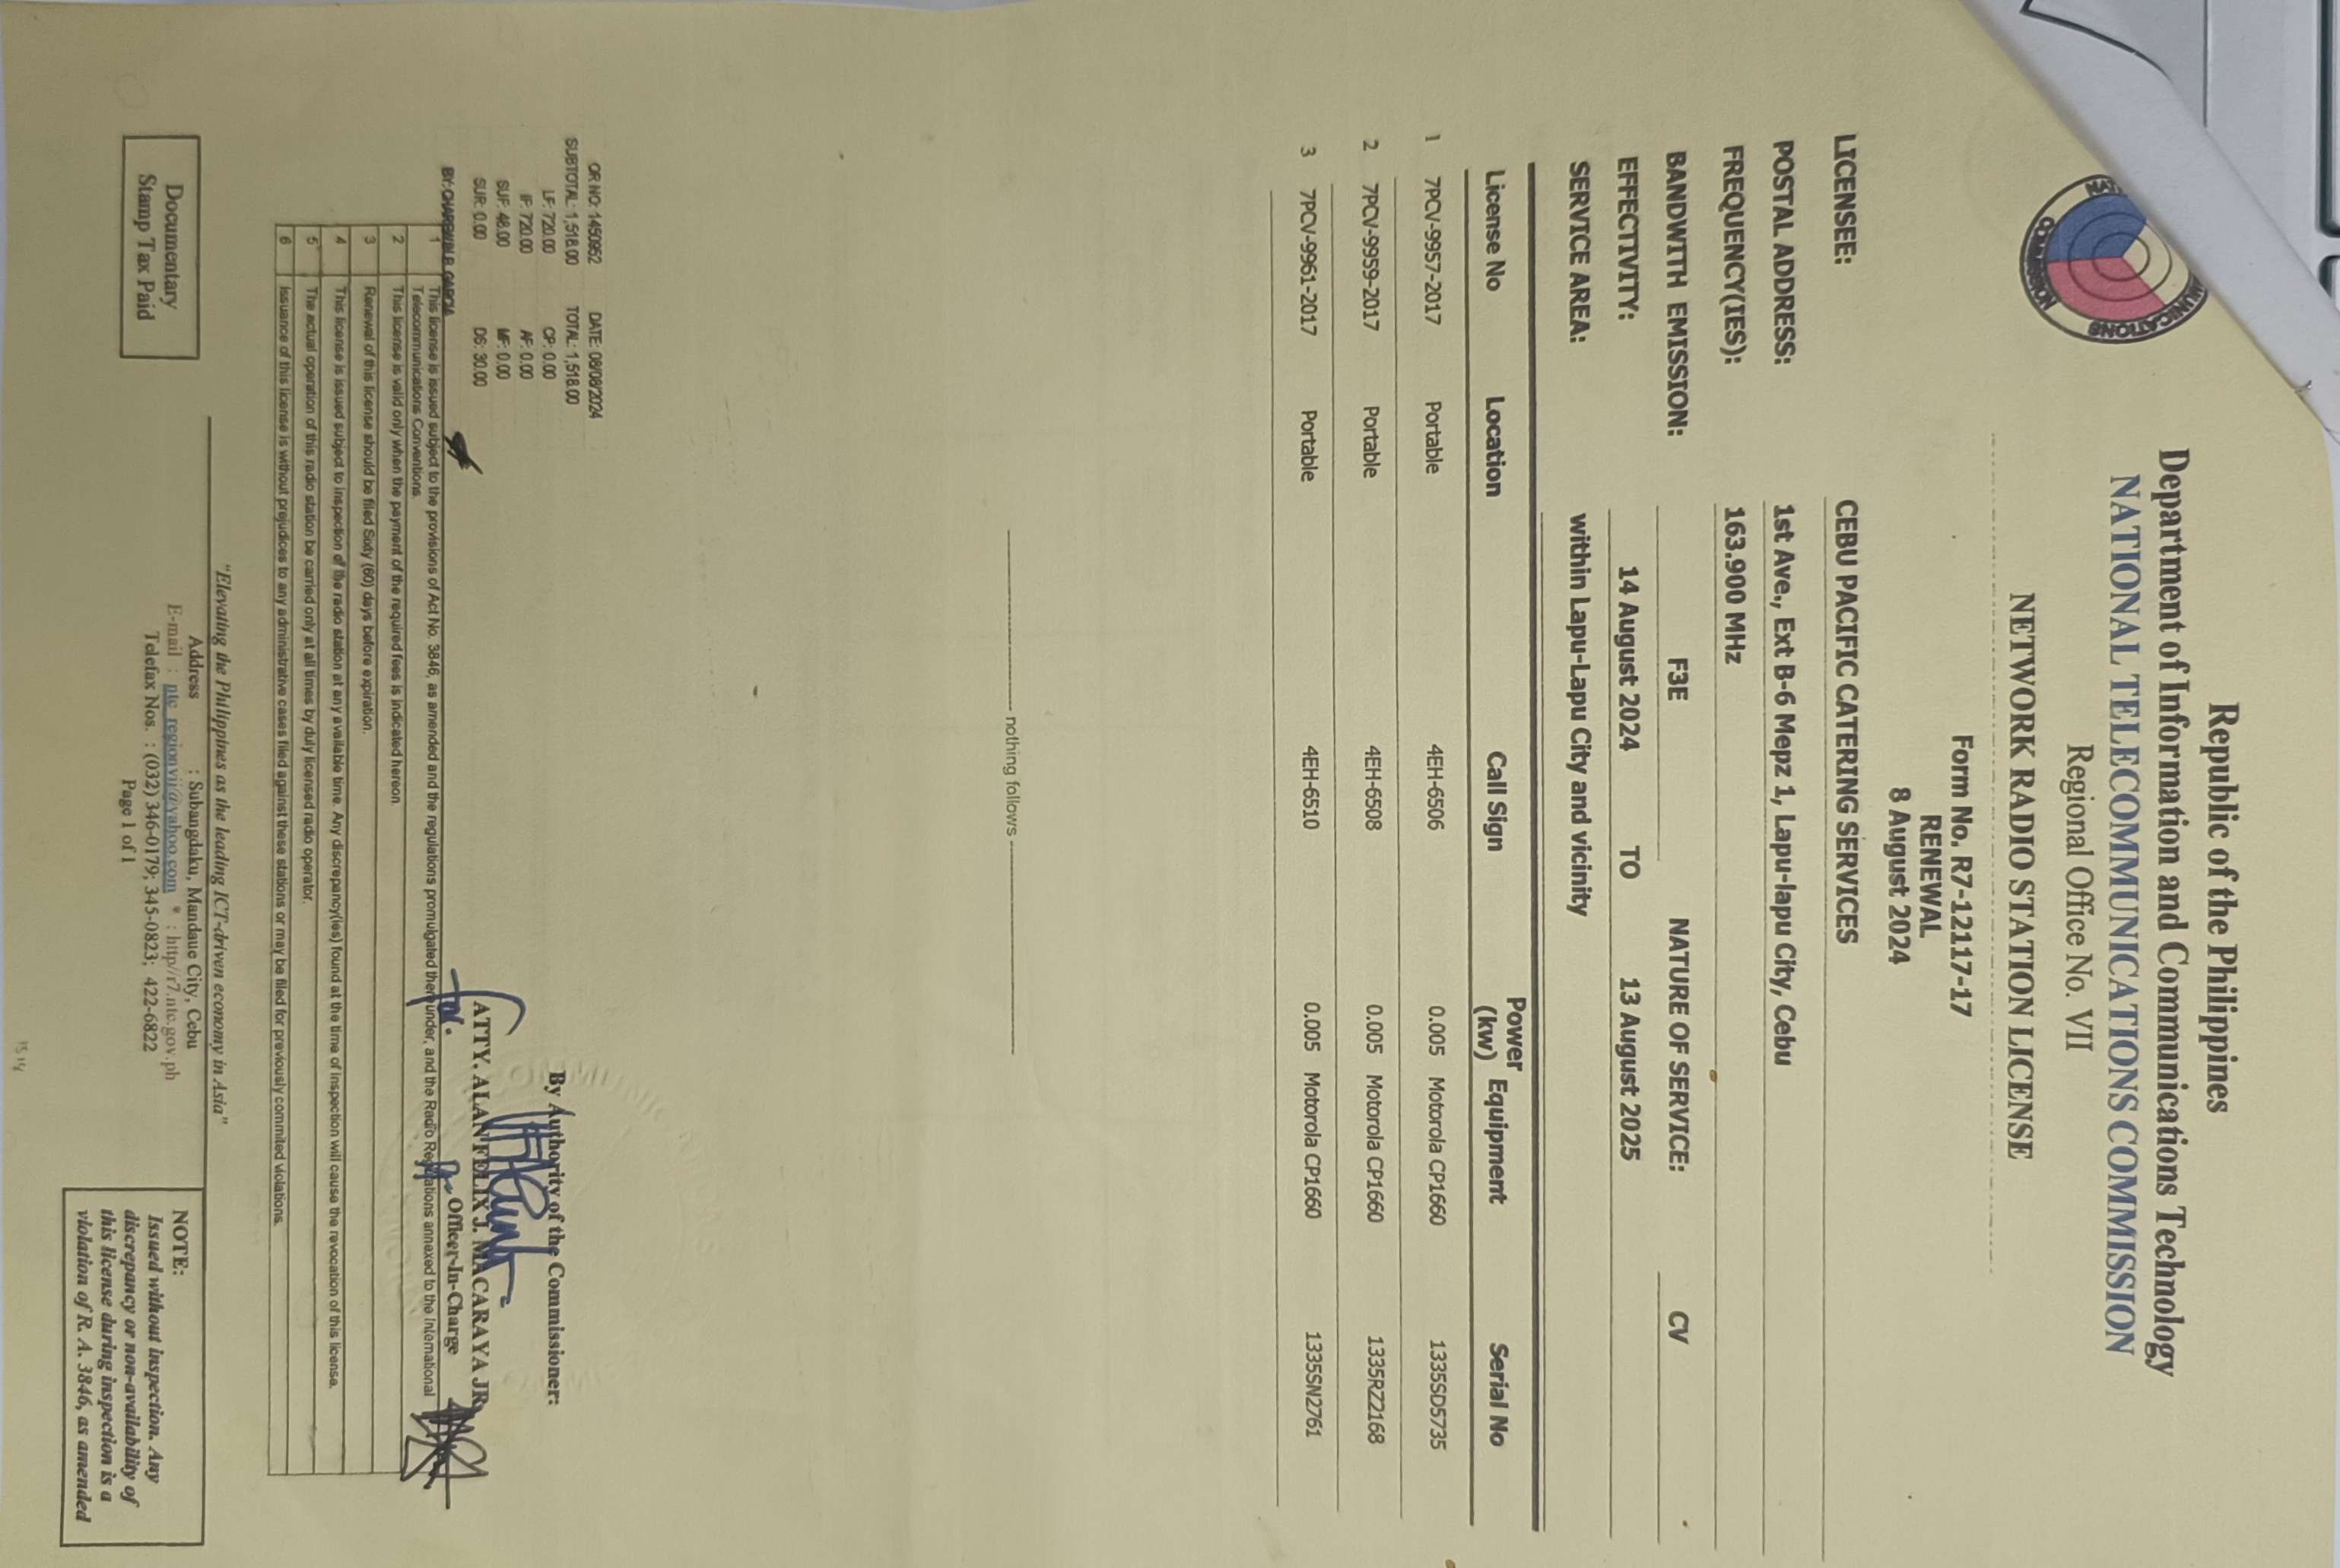 Republic of the Philippines
Department of Information and Communications Technology
NATIONAL TELECOMMUNICATIONS COMMISSION
Regional Office No. VII
NETWORK RADIO STATION LICENSE
Form No. R7-12117-17
RENEWAL
8 August 2024
LICENSEE: CEBU PACIFIC CATERING SERVICES
POSTAL ADDRESS: 1st Ave., Ext B-6 Mepz 1, Lapu-lapu City, Cebu
FREQUENCY(IES): 163.900 MHz
BANDWITH EMISSION: F3E NATURE OF SERVICE: CV
EFFECTIVITY: 14 August 2024 TO 13 August 2025
SERVICE AREA: within Lapu-Lapu City and vicinity
License No Location Call Sign Power (kw) Equipment Serial No
1 7PCV-9957-2017 Portable 4EH-6506 0.005 Motorola CP1660 1335SD5735
2 7PCV-9959-2017 Portable 4EH-6508 0.005 Motorola CP1660 1335RZ2168
3 7PCV-9961-2017 Portable 4EH-6510 0.005 Motorola CP1660 1335SN2761
nothing follows
OR NO: 1450952 DATE: 08/08/2024
SUBTOTAL: 1,518.00 TOTAL: 1,518.00
LF: 720.00 CP: 0.00
IF: 720.00 AF: 0.00
SUF: 48.00 MF: 0.00
SUR: 0.00 DS: 30.00
By Authority of the Commissioner:
ATTY. ALAN FELIX J. MACARAYA JR
Officer-In-Charge
1 This license is issued subject to the provisions of Act No. 3846, as amended and the regulations promulgated thereunder, and the Radio Regulations annexed to the International
Telecommunications Conventions
2 This license is valid only when the payment of the required fees is indicated hereon.
3 Renewal of this license should be filed Sixty (60) days before expiration.
4 This license is issued subject to inspection of the radio station at any available time. Any discrepancy(ies) found at the time of inspection will cause the revocation of this license.
5 The actual operation of this radio station be carried only at all times by duly licensed radio operator.
6 Issuance of this license is without prejudices to any administrative cases filed against these stations or may be filed for previously commited violations.
"Elevating the Philippines as the leading ICT-driven economy in Asia"
Documentary
Stamp Tax Paid
Address : Subangdaku, Mandaue City, Cebu
E-mail : ntc_regionvii@yahoo.com * : http//r7.ntc.gov.ph
Telefax Nos. : (032) 346-0179; 345-0823; 422-6822
Page 1 of 1
NOTE:
Issued without inspection. Any
discrepancy or non-availability of
this license during inspection is a
violation of R. A. 3846, as amended